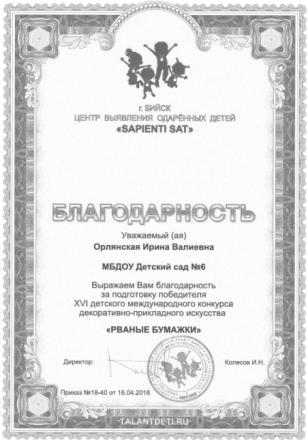 г. БИЙСК
ЦЕНТР ВЫЯВЛЕНИЯ ОДАРЁННЫХ ДЕТЕЙ
«SAPIENTI SAT»
БЛАГОДАРНОСТЬ
Уважаемый (ая)
Орлянская Ирина Валиевна
МБДОУ Детский сад №6
Выражаем Вам благодарность
за подготовку победителя
XVI детского международного конкурса
декоративно-прикладного искусства
«РВАНЫЕ БУМАЖКИ»
Директор: Колесов И.Н.
Приказ №18-40 от 16.04.2018
TALANTDETI.RU